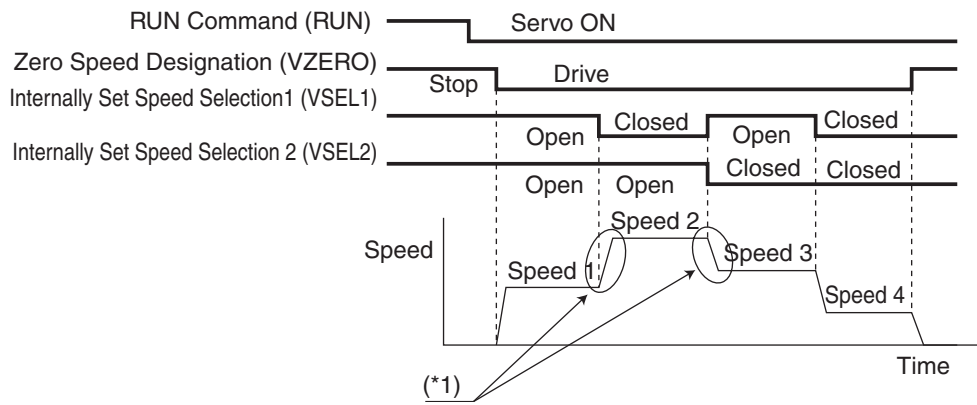 RUN Command (RUN)
Servo ON
Zero Speed Designation (VZERO)
Stop
Drive
Internally Set Speed Selection1 (VSEL1)
Open
Closed
Open
Closed
Internally Set Speed Selection 2 (VSEL2)
Open
Open
Closed
Closed
Speed
Speed 1
Speed 2
Speed 3
Speed 4
Time
(*1)